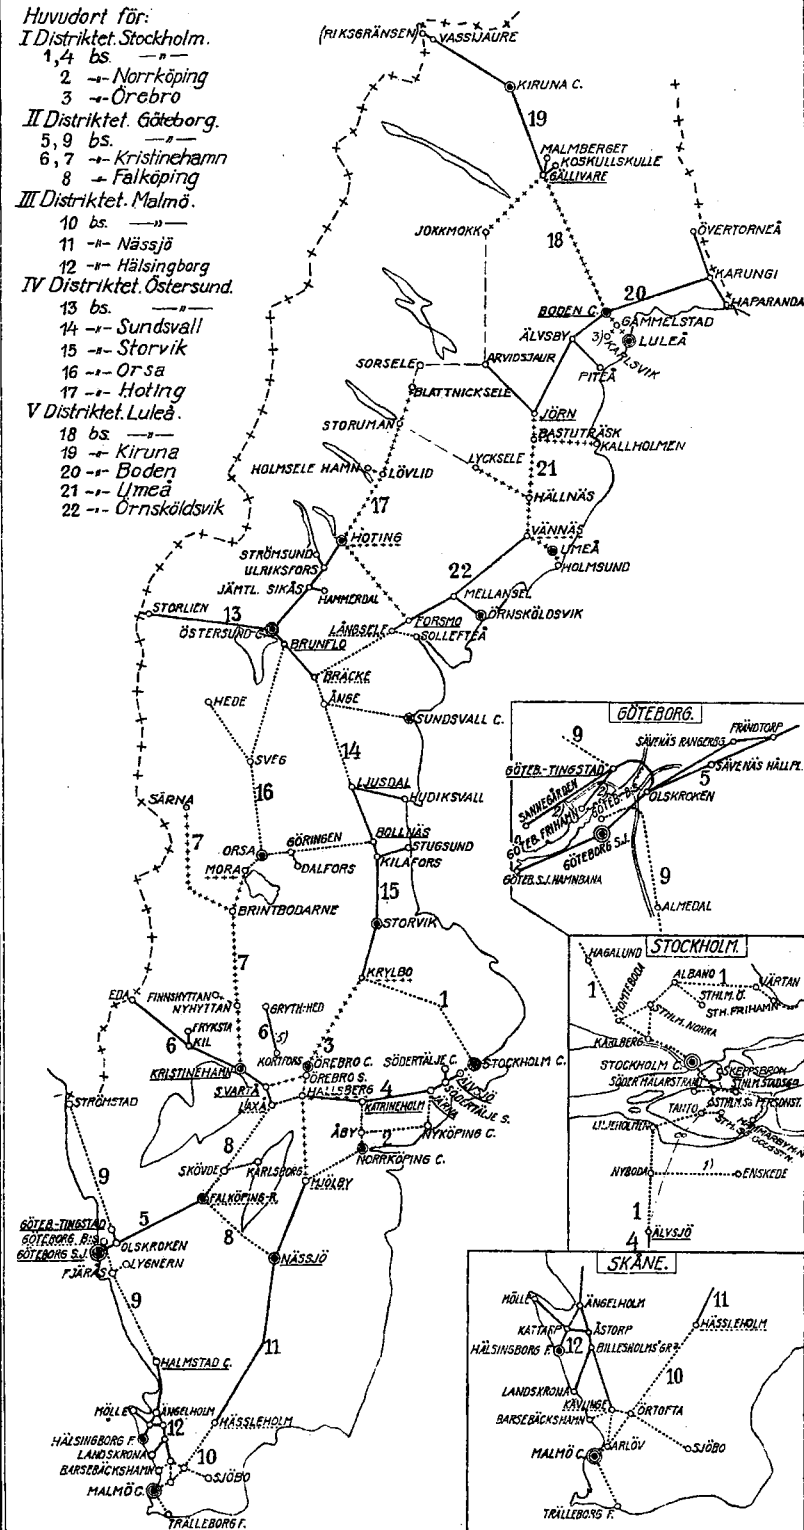 Huvudort för:
I Distriktet. Stockholm.
1,4 bs. —"—
2 -"- Norrköping
3 -"- Örebro
II Distriktet. Göteborg.
5, 9 bs. —"—
6, 7 -"- Kristinehamn
8 -"- Falköping
III Distriktet. Malmö.
10 bs. —"—
11 -"- Nässjö
12 -"- Hälsingborg
IV Distriktet. Östersund.
13 bs. —"—
14 -"- Sundsvall
15 -"- Storvik
16 -"- Orsa
17 -"- Hoting
V Distriktet. Luleå.
18 bs. —"—
19 -"- Kiruna
20 -"- Boden
21 -"- Umeå
22 -"- Örnsköldsvik
(RIKSGRÄNSEN)
VASSIJAURE
KIRUNA C.
19
MALMBERGET
KOSKULLSKULLE
GÄLLIVARE
JOKKMOKK
18
ÖVERTORNEÅ
KARUNGI
20
HAPARANDA
BODEN C.
GAMMELSTAD
ÄLVSBY
3)
KARLSVIK
LULEÅ
SORSELE
ARVIDSJAUR
PITEÅ
BLATTNICKSELE
JÖRN
STORUMAN
BASTUTRÄSK
KALLHOLMEN
LYCKSELE
21
HOLMSELE HAMN
LÖVLID
HÄLLNÄS
17
VÄNNÄS
HOTING
UMEÅ
STRÖMSUND
ULRIKSFORS
HOLMSUND
22
JÄMTL. SIKÅS
HAMMERDAL
MELLANSEL
STORLIEN
13
FORSMO
ÖRNSKÖLDSVIK
ÖSTERSUND C.
LÅNGSELE
SOLLEFTEÅ
BRUNFLO
BRÄCKE
HEDE
ÅNGE
SUNDSVALL C.
14
SVEG
LJUSDAL
HUDIKSVALL
SÄRNA
16
7
BOLLNÄS
ORSA
GÖRINGEN
STUGSUND
DALFORS
KILAFORS
MORA
15
BRINTBODARNE
STORVIK
7
KRYLBO
EDA
FINNSHYTTAN
NYHYTTAN
GRYTH:HED
1
FRYKSTA
KIL
6
6
5)
KORTFORS
3
ÖREBRO C.
KRISTINEHAMN
ÖREBRO S.
SÖDERTÄLJE C.
STOCKHOLM C.
ÄLVSJÖ
SVARTÅ
HALLSBERG
4
SÖDERTÄLJE S.
LAXÅ
KATRINEHOLM
JÄRNA
STRÖMSTAD
ÅBY
NYKÖPING C.
8
2
SKÖVDE
KARLSBORG
NORRKÖPING C.
9
MJÖLBY
FALKÖPING-R.
GÖTEB.-TINGSTAD
5
GÖTEBORG B:S
OLSKROKEN
8
GÖTEBORG S.J.
LYGNERN
NÄSSJÖ
FJÄRÅS
9
11
HALMSTAD C.
MÖLLE
ÄNGELHOLM
12
HÄSSLEHOLM
HÄLSINGBORG F.
LANDSKRONA
10
BARSEBÄCKSHAMN
SJÖBO
MALMÖ C.
TRÄLLEBORG F.
GÖTEBORG.
FRÄNDTORP
9
SÄVENÄS RANGERBG.
GÖTEB.-TINGSTAD
SÄVENÄS HÅLLPL.
5
SANNEGÅRDEN
2)
2)
GÖTEB.-B.S.
OLSKROKEN
GÖTEB. FRIHAMN
GÖTEBORG S.J.
GÖTEB. S.J. HAMNBANA
9
ALMEDAL
STOCKHOLM.
HAGALUND
ALBANO
1
VÄRTAN
1
TOMTEBODA
STHLM. Ö.
STH. FRIHAMN
STHLM. NORRA
KARLBERG
STOCKHOLM C.
SKEPPSBRON
SÖDER MÄLARSTRAND
STHLM. STADSGÅ.
STHLM. S. PERSONST.
TANTO
LILJEHOLMEN
NYBODA
1)
ENSKEDE
1
4
ÄLVSJÖ
SKÅNE.
MÖLLE
ÄNGELHOLM
11
KATTARP
ÅSTORP
HÄSSLEHOLM
HÄLSINGBORG F.
12
BILLESHOLMS GR.
10
LANDSKRONA
KÄVLINGE
ÖRTOFTA
BARSEBÄCKSHAMN
ARLÖV
SJÖBO
MALMÖ C.
TRÄLLEBORG F.